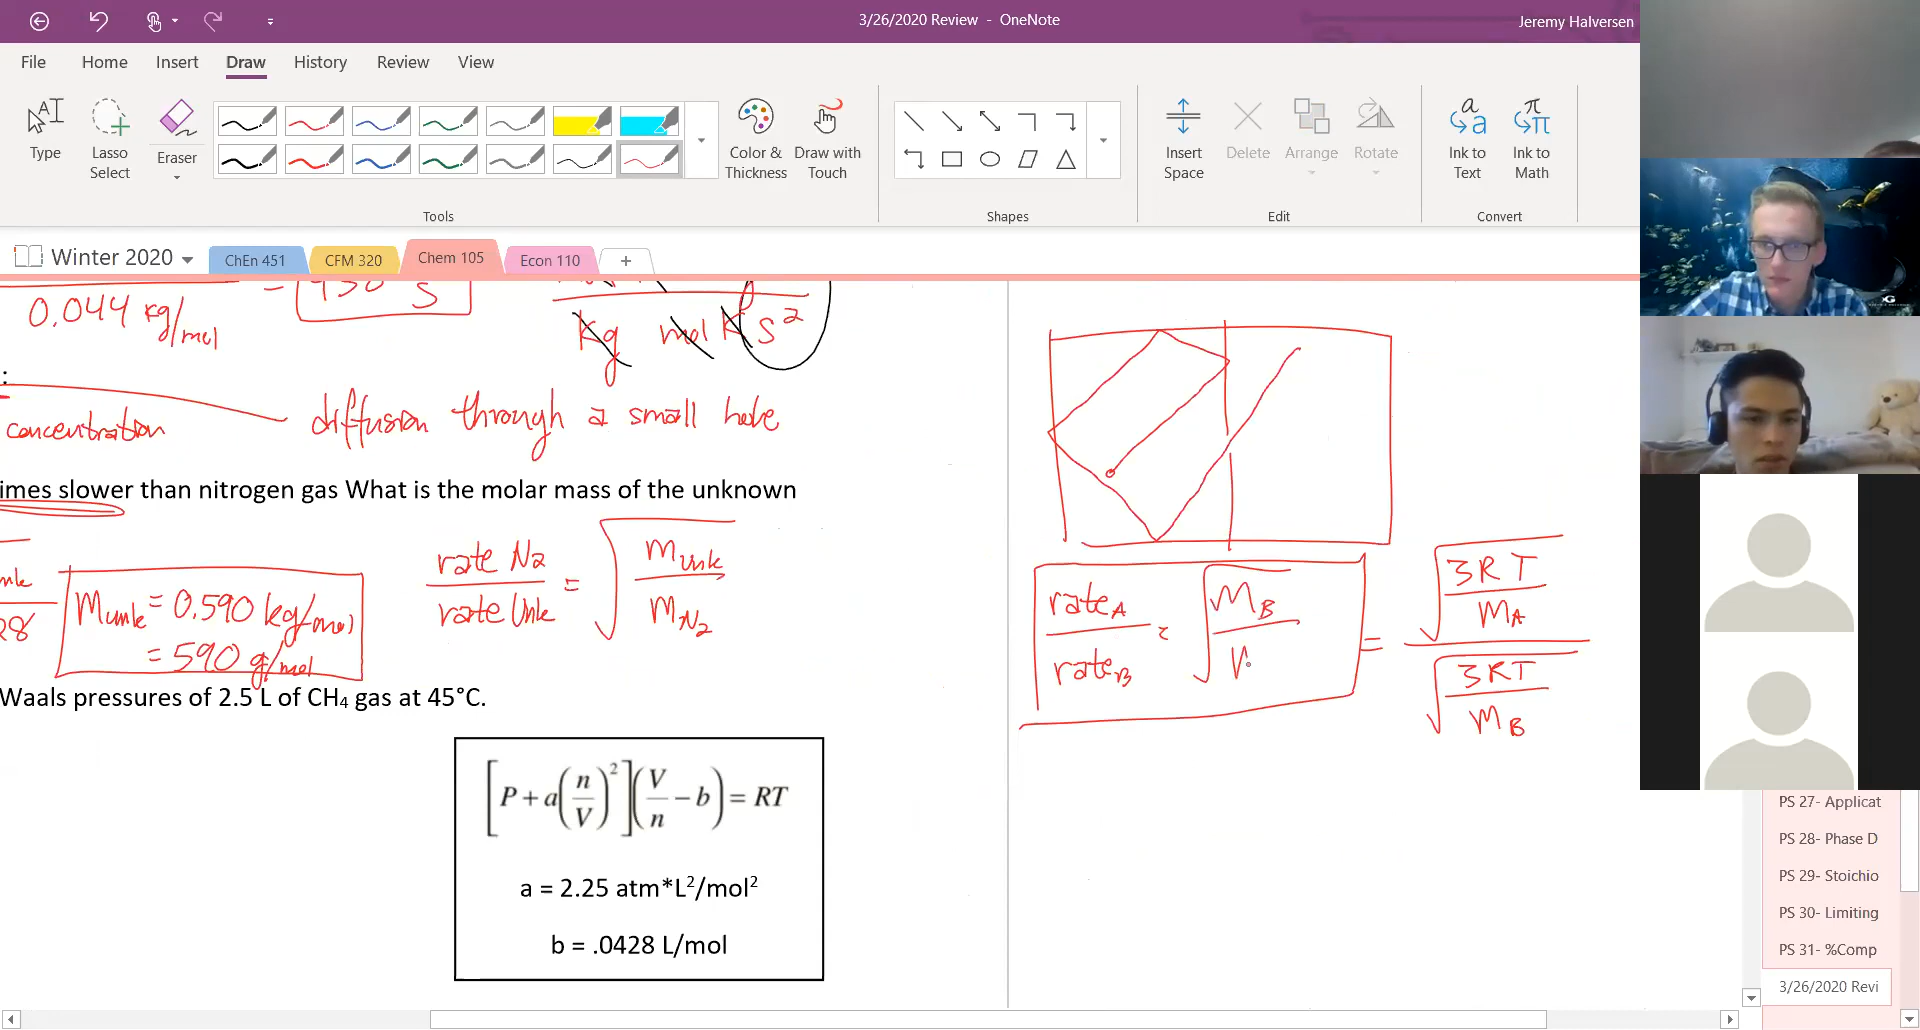 3/26/2020 Review - OneNote
Jeremy Halversen
File Home Insert Draw History Review View
Type
Lasso Select
Eraser
Color & Thickness
Draw with Touch
Insert Space
Delete
Arrange
Rotate
Ink to Text
Ink to Math
Tools
Shapes
Edit
Convert
Winter 2020
ChEn 451
CFM 320
Chem 105
Econ 110
0.044 kg/mol
= 430 S
kg mol K s²
:
concentration
diffusion through a small hole
imes slower than nitrogen gas What is the molar mass of the unknown
28
Munk = 0.590 kg/mol
= 590 g/mol
rate N2 / rate Unk = √(Munk / MN2)
rateA / rateB = √(MB /
= √(3RT / MA) / √(3RT / MB)
Waals pressures of 2.5 L of CH₄ gas at 45°C.
[P + a(n/V)²](V/n − b) = RT
a = 2.25 atm*L²/mol²
b = .0428 L/mol
PS 27- Applicat
PS 28- Phase D
PS 29- Stoichio
PS 30- Limiting
PS 31- %Comp
3/26/2020 Revi